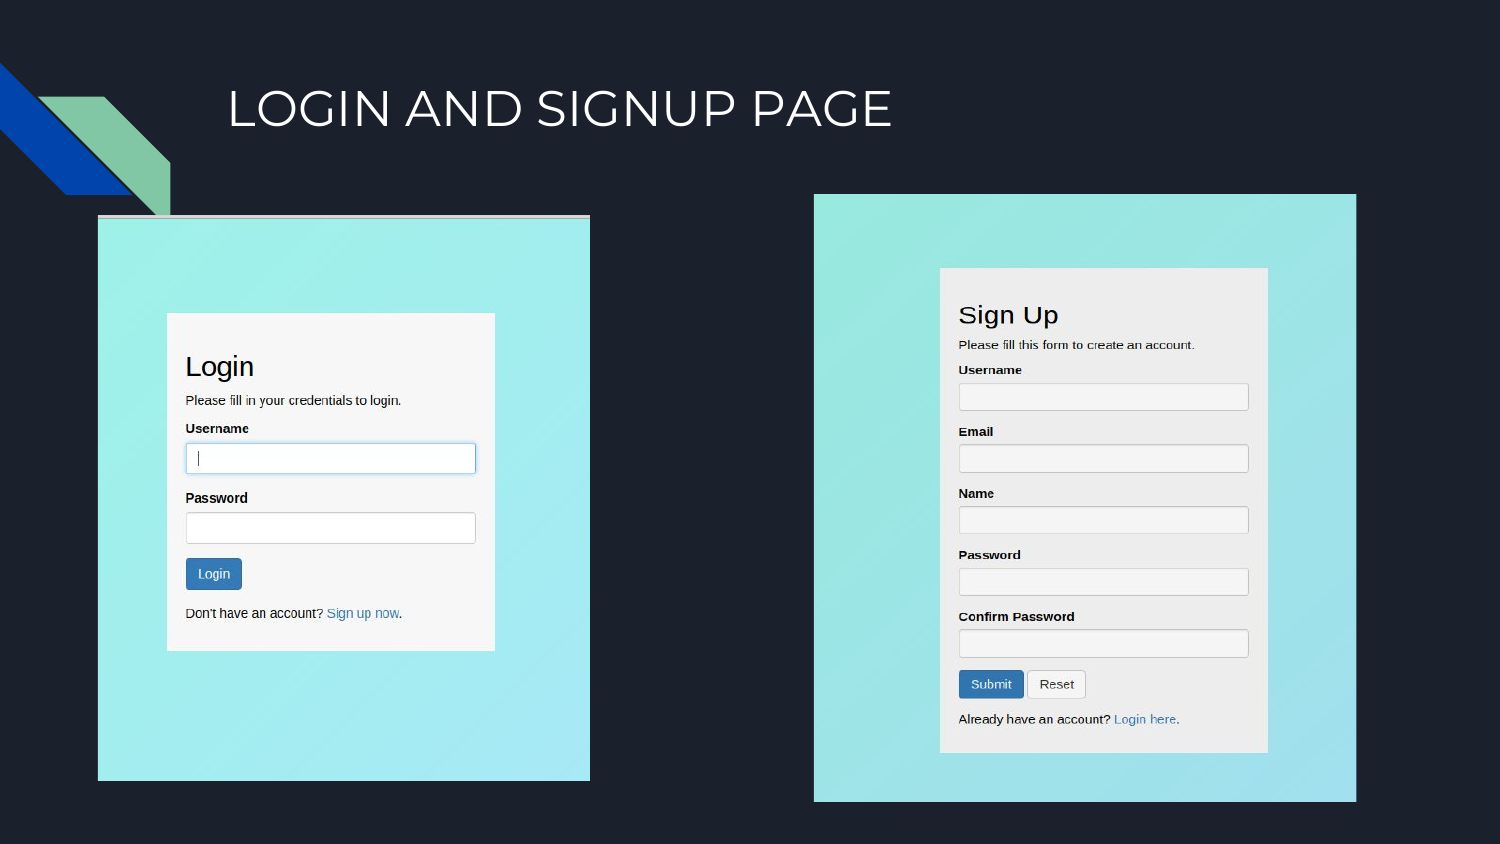 LOGIN AND SIGNUP PAGE
Login
Please fill in your credentials to login.
Username
Password
Login
Don't have an account? Sign up now.
Sign Up
Please fill this form to create an account.
Username
Email
Name
Password
Confirm Password
Submit Reset
Already have an account? Login here.